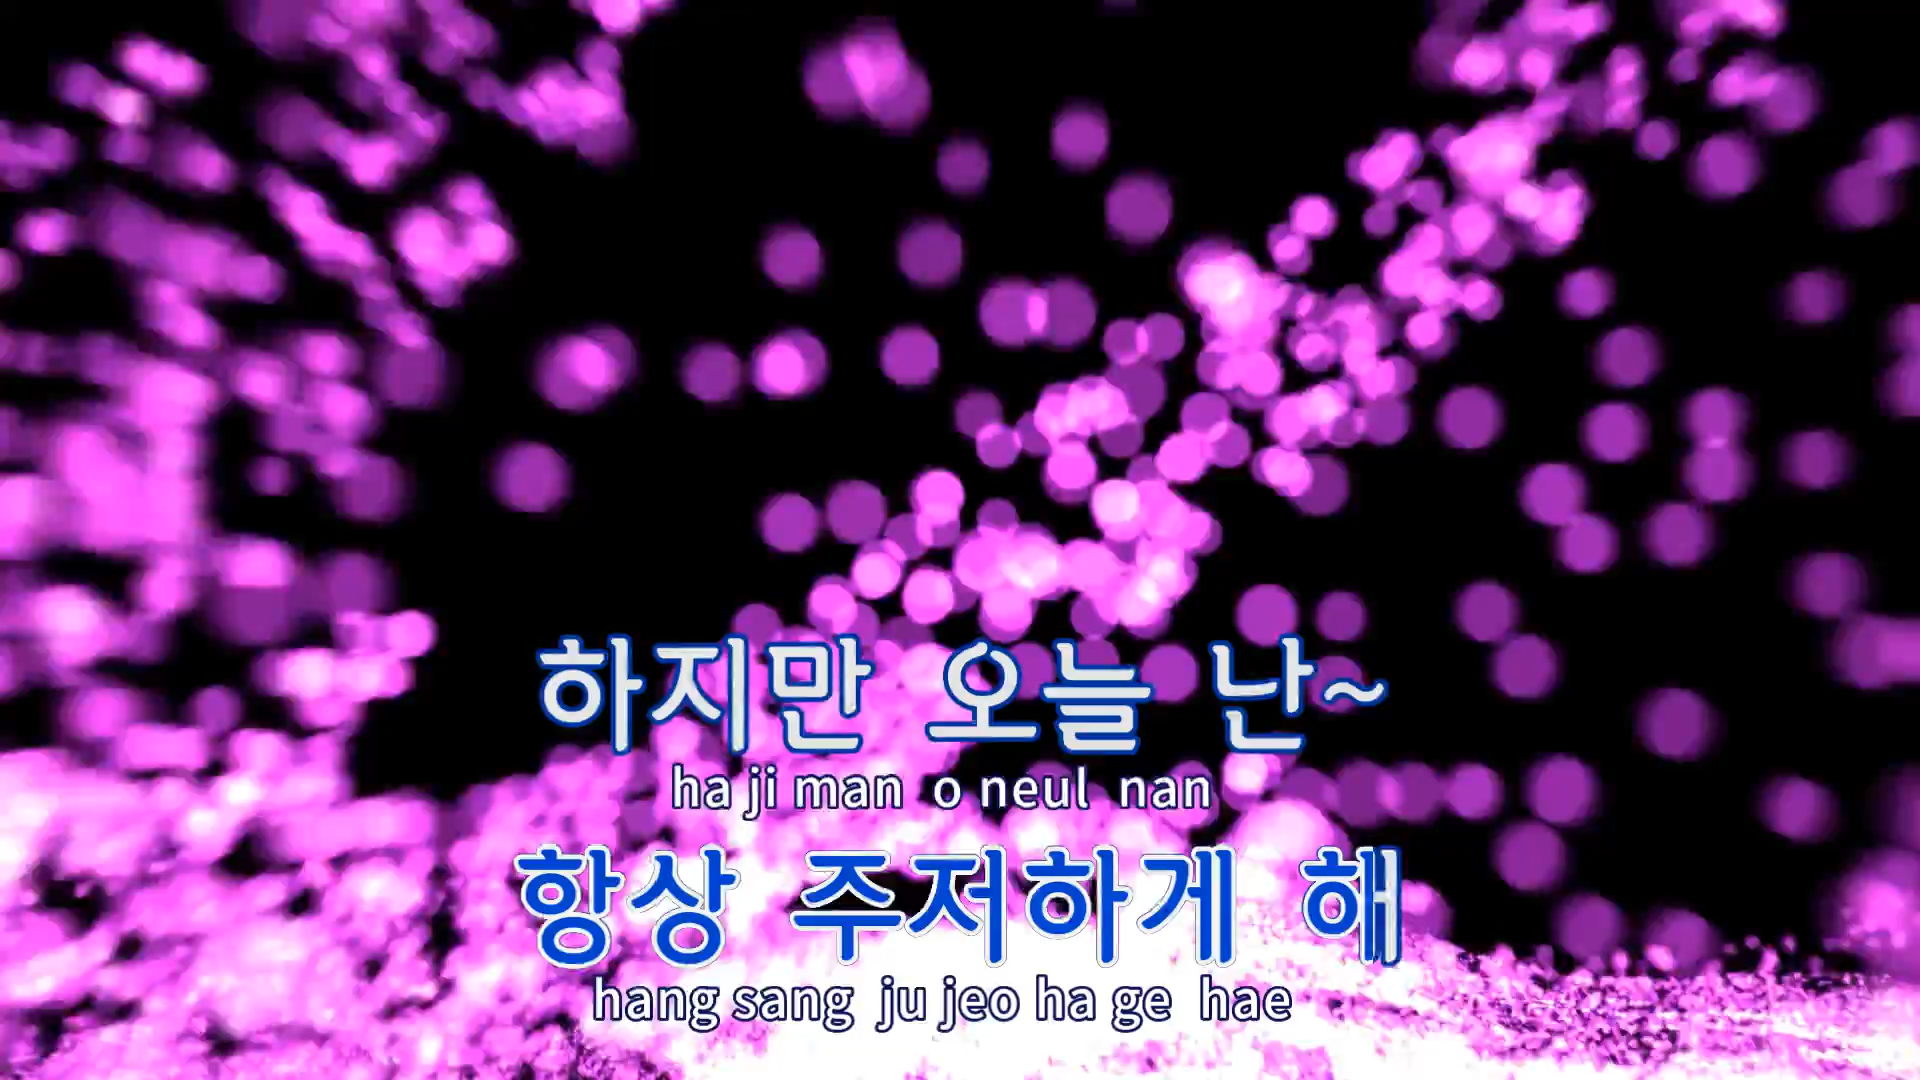 하지만 오늘 난~
ha ji man o neul nan
항상 주저하게 해
hang sang ju jeo ha ge hae